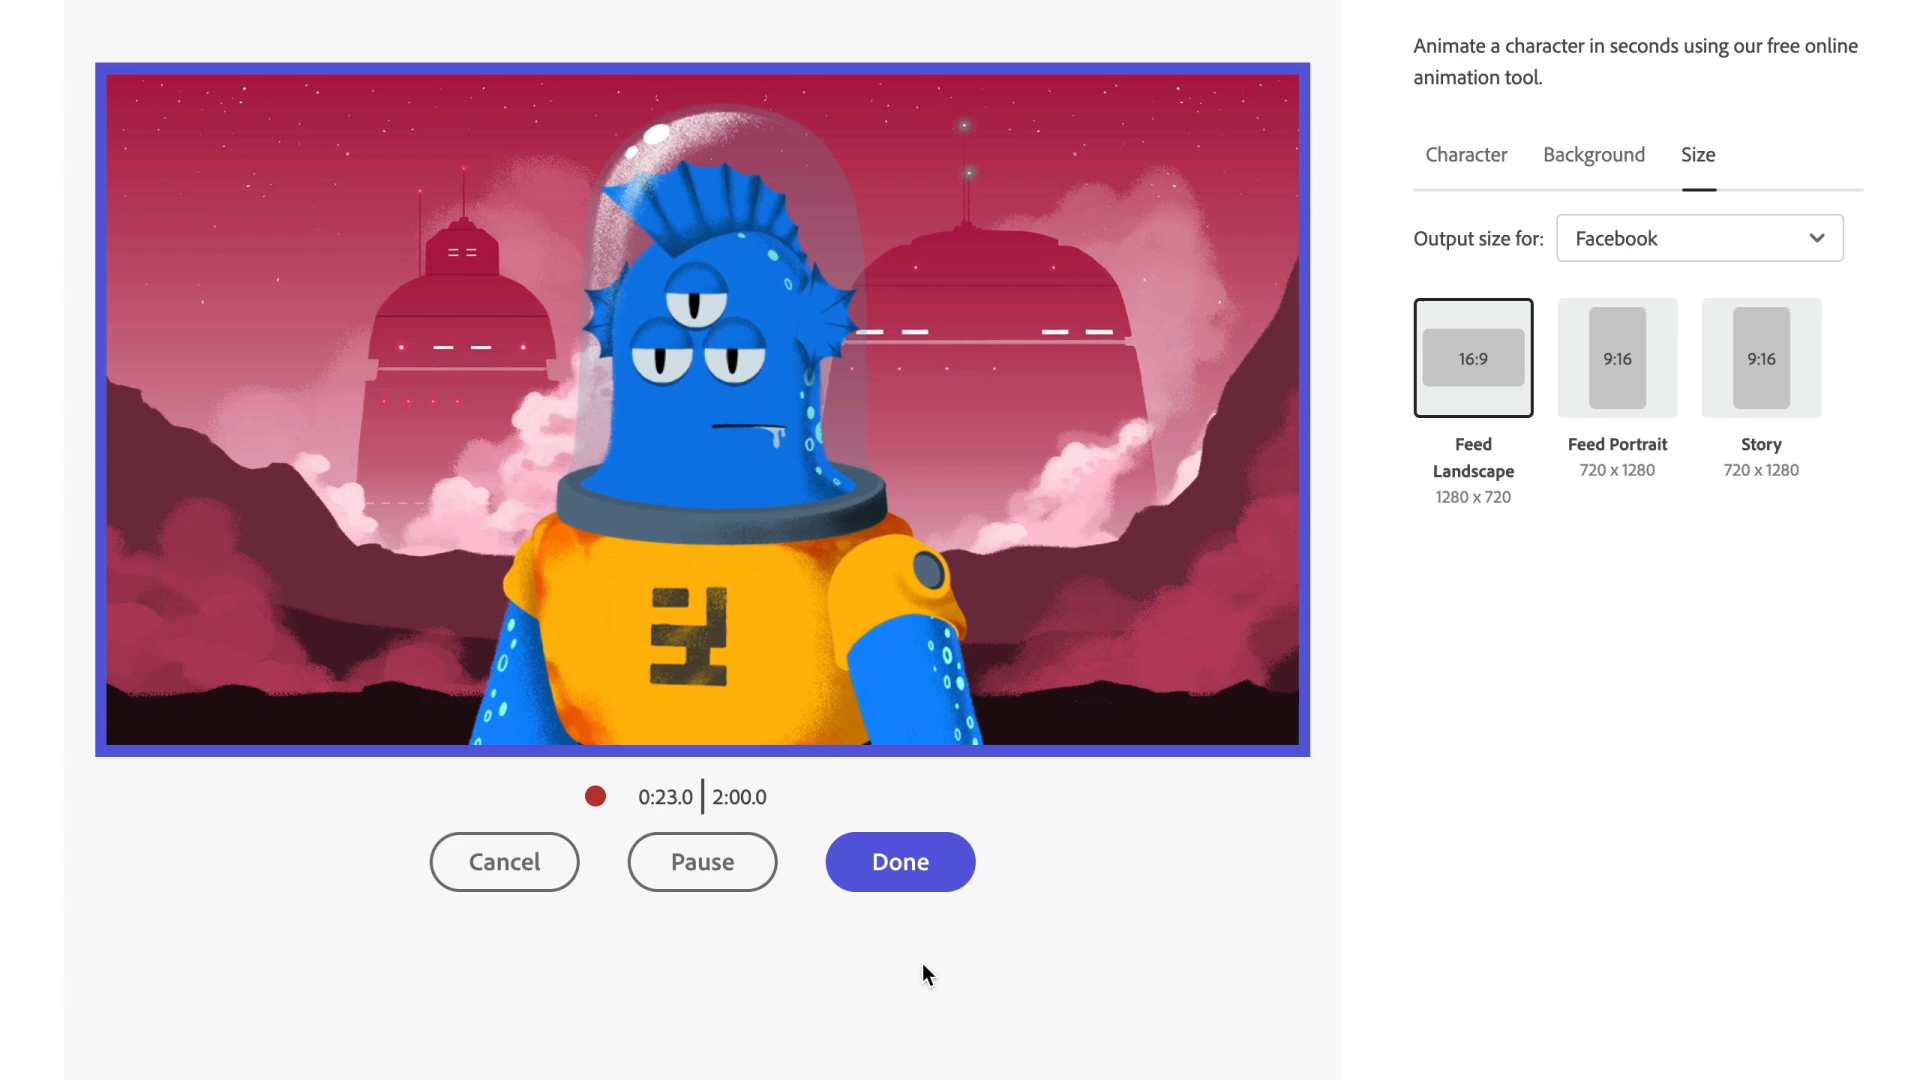 Animate a character in seconds using our free online
animation tool.
Character Background Size
Output size for: Facebook
16:9 9:16 9:16
Feed Landscape
1280 x 720
Feed Portrait
720 x 1280
Story
720 x 1280
0:23.0 2:00.0
Cancel Pause Done